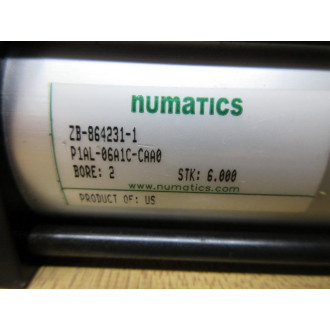 numatics
ZB-864231-1
P1AL-06A1C-CAA0
BORE: 2 STK: 6.000
www.numatics.com
PRODUCT OF: US